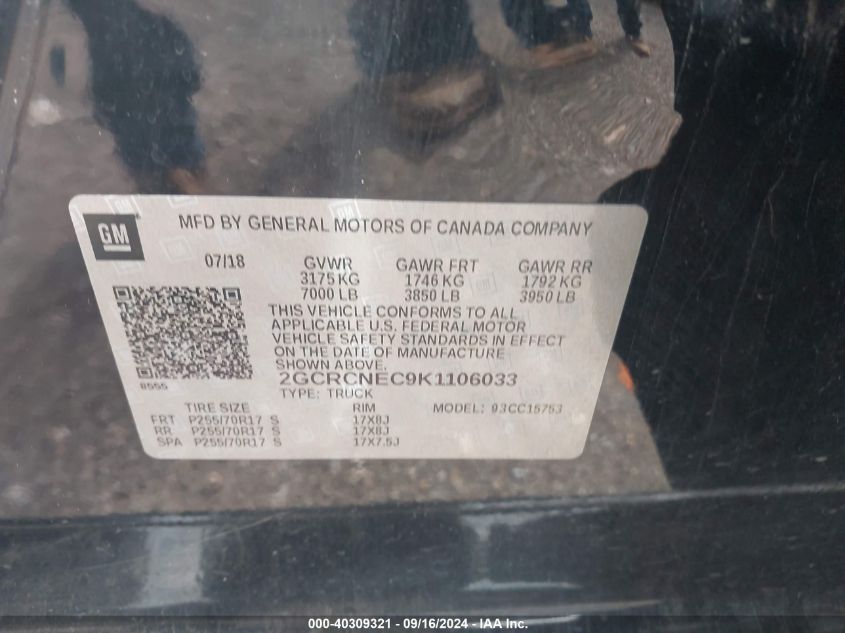 GM
MFD BY GENERAL MOTORS OF CANADA COMPANY
07/18 GVWR GAWR FRT GAWR RR
3175 KG 1746 KG 1792 KG
7000 LB 3850 LB 3950 LB
THIS VEHICLE CONFORMS TO ALL
APPLICABLE U.S. FEDERAL MOTOR
VEHICLE SAFETY STANDARDS IN EFFECT
ON THE DATE OF MANUFACTURE
SHOWN ABOVE.
8555
2GCRCNEC9K1106033
TYPE: TRUCK
TIRE SIZE RIM MODEL: 93CC15753
FRT P255/70R17 S 17X8J
RR P255/70R17 S 17X8J
SPA P255/70R17 S 17X7.5J
000-40309321 - 09/16/2024 - IAA Inc.